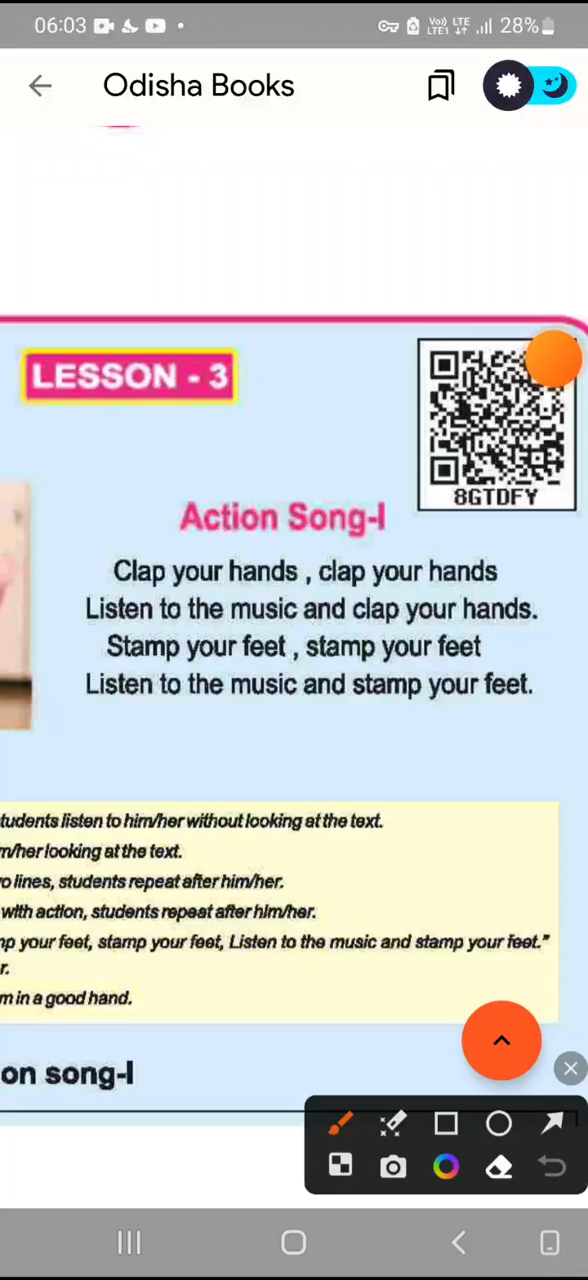 06:03
Vo) LTE
LTE1
28%
Odisha Books
LESSON - 3
8GTDFY
Action Song-I
Clap your hands , clap your hands
Listen to the music and clap your hands.
Stamp your feet , stamp your feet
Listen to the music and stamp your feet.
tudents listen to him/her without looking at the text.
m/her looking at the text.
o lines, students repeat after him/her.
with action, students repeat after him/her.
np your feet, stamp your feet, Listen to the music and stamp your feet."
r.
m in a good hand.
on song-I